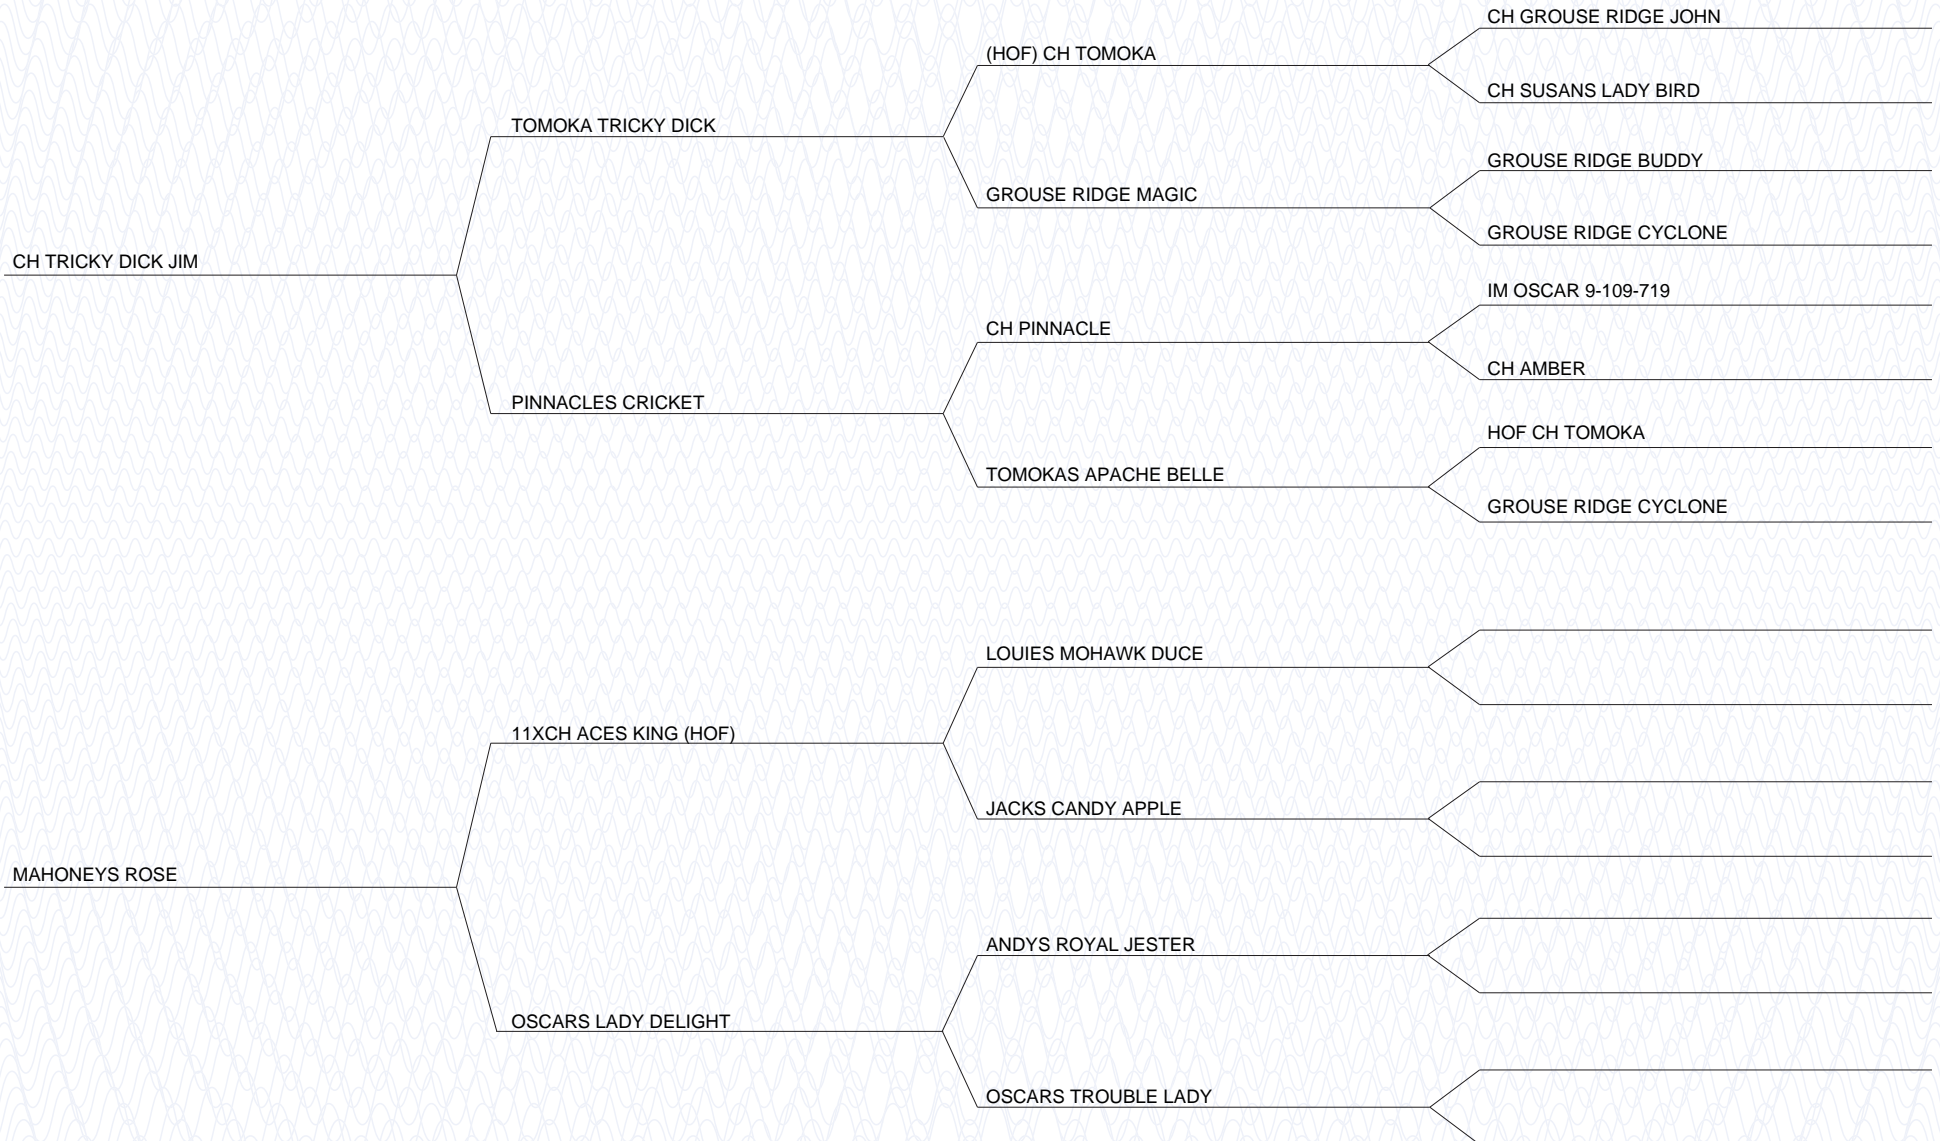 CH GROUSE RIDGE JOHN
(HOF) CH TOMOKA
CH SUSANS LADY BIRD
TOMOKA TRICKY DICK
GROUSE RIDGE BUDDY
GROUSE RIDGE MAGIC
GROUSE RIDGE CYCLONE
CH TRICKY DICK JIM
IM OSCAR 9-109-719
CH PINNACLE
CH AMBER
PINNACLES CRICKET
HOF CH TOMOKA
TOMOKAS APACHE BELLE
GROUSE RIDGE CYCLONE
LOUIES MOHAWK DUCE
11XCH ACES KING (HOF)
JACKS CANDY APPLE
MAHONEYS ROSE
ANDYS ROYAL JESTER
OSCARS LADY DELIGHT
OSCARS TROUBLE LADY